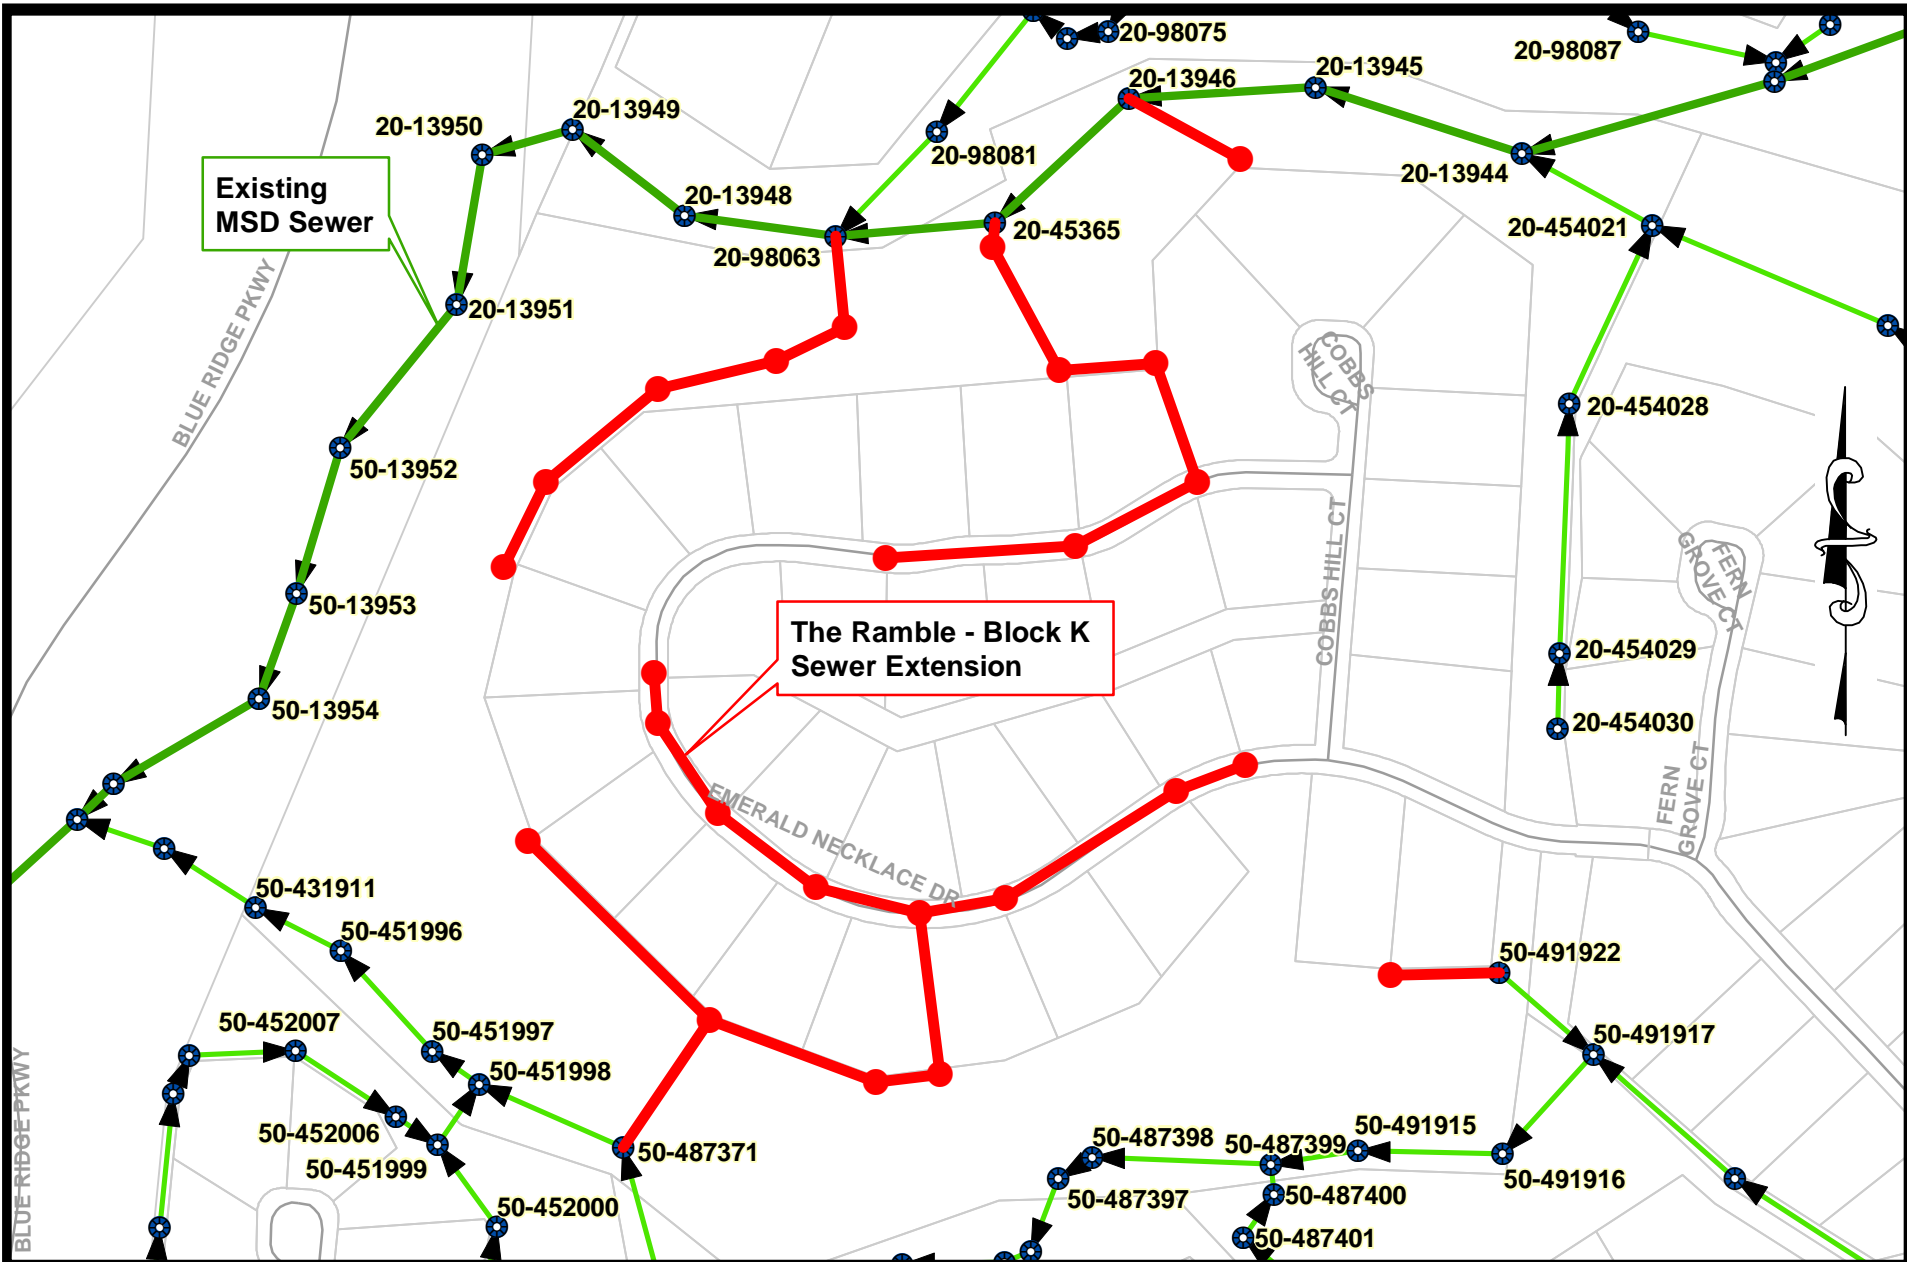 20-98075
20-98087
20-13946
20-13945
20-13949
20-13950
20-98081
20-13944
Existing
MSD Sewer
20-13948
20-45365
20-454021
20-98063
BLUE RIDGE PKWY
20-13951
COBBS
HILL CT
20-454028
50-13952
COBBS HILL CT
FERN
GROVE CT
50-13953
The Ramble - Block K
Sewer Extension
20-454029
50-13954
20-454030
EMERALD NECKLACE DR
FERN
GROVE CT
50-431911
50-451996
50-491922
50-452007
50-451997
50-491917
50-451998
BLUE RIDGE PKWY
50-452006
50-451999
50-487371
50-487398
50-487399
50-491915
50-491916
50-487397
50-487400
50-452000
50-487401